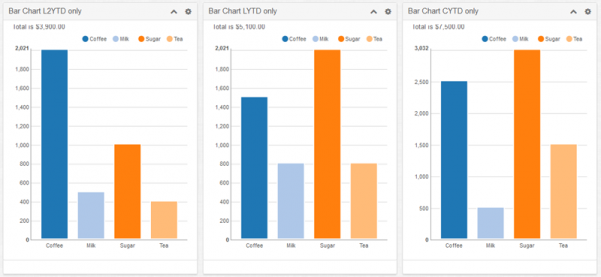 Bar Chart L2YTD only
Total is $3,900.00
Coffee Milk Sugar Tea
2,021
1,800
1,600
1,400
1,200
1,000
800
600
400
200
0
Coffee Milk Sugar Tea
Bar Chart LYTD only
Total is $5,100.00
Coffee Milk Sugar Tea
2,021
1,800
1,600
1,400
1,200
1,000
800
600
400
200
0
Coffee Milk Sugar Tea
Bar Chart CYTD only
Total is $7,500.00
Coffee Milk Sugar Tea
3,032
2,500
2,000
1,500
1,000
500
0
Coffee Milk Sugar Tea